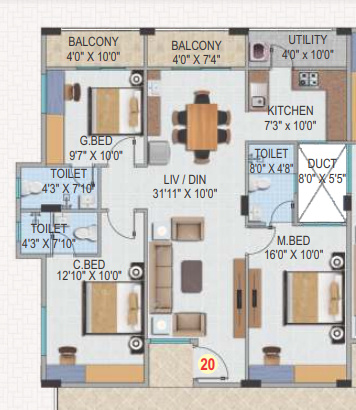 BALCONY
4'0" X 10'0"
BALCONY
4'0" X 7'4"
UTILITY
4'0" x 10'0"
KITCHEN
7'3" x 10'0"
G.BED
9'7" X 10'0"
TOILET
4'3" X 7'10"
LIV / DIN
31'11" X 10'0"
TOILET
8'0" X 4'8"
DUCT
8'0" X 5'5"
TOILET
4'3" X 7'10"
C.BED
12'10" X 10'0"
M.BED
16'0" X 10'0"
20